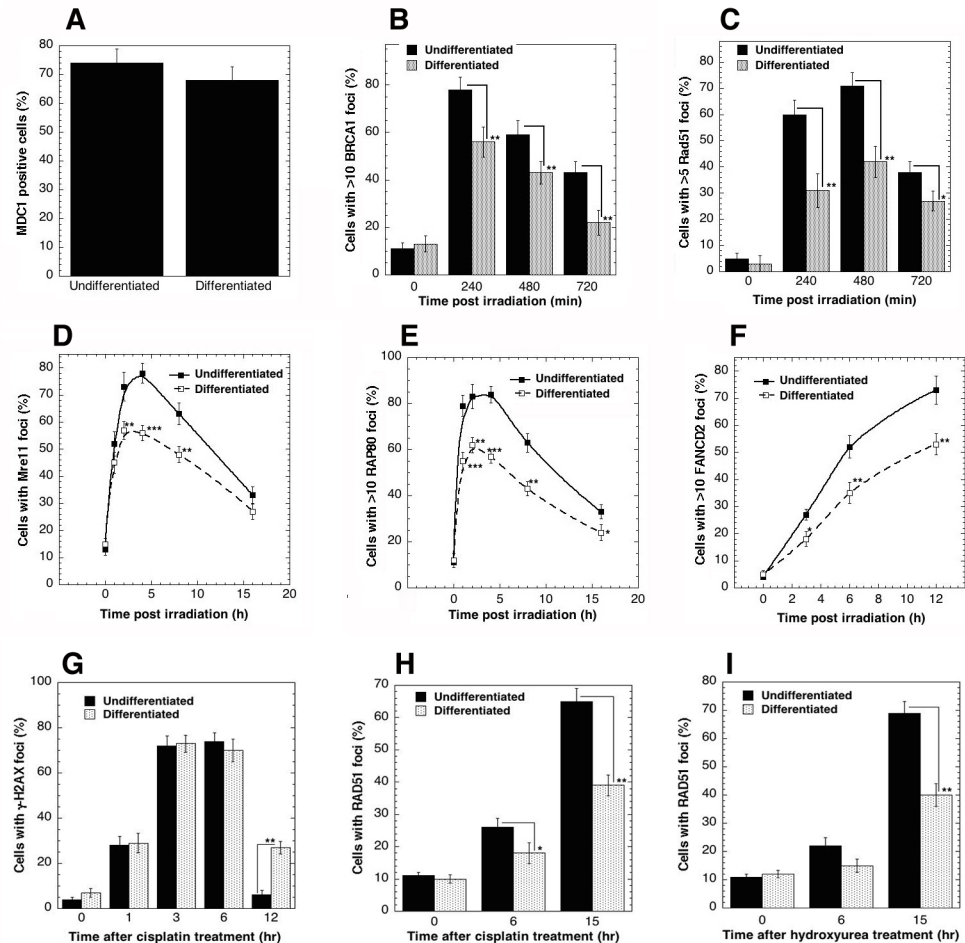 A
MDC1 positive cells (%)
80
70
60
50
40
30
20
10
0
Undifferentiated
Differentiated
B
Undifferentiated
Differentiated
Cells with >10 BRCA1 foci (%)
100
80
60
40
20
0
**
**
**
0
240
480
720
Time post irradiation (min)
C
Undifferentiated
Differentiated
Cells with >5 Rad51 foci (%)
80
70
60
50
40
30
20
10
0
**
**
*
0
240
480
720
Time post irradiation (min)
D
Undifferentiated
Differentiated
Cells with Mre11 foci (%)
80
70
60
50
40
30
20
10
0
**
***
**
0
5
10
15
20
Time post irradiation (h)
E
Undifferentiated
Differentiated
Cells with >10 RAP80 foci (%)
100
80
60
40
20
0
**
***
***
**
*
0
5
10
15
20
Time post irradiation (h)
F
Undifferentiated
Differentiated
Cells with >10 FANCD2 foci (%)
80
70
60
50
40
30
20
10
0
*
**
**
0
2
4
6
8
10
12
Time post irradiation (h)
G
Undifferentiated
Differentiated
Cells with γ-H2AX foci (%)
100
80
60
40
20
0
**
0
1
3
6
12
Time after cisplatin treatment (hr)
H
Undifferentiated
Differentiated
Cells with RAD51 foci (%)
70
60
50
40
30
20
10
0
*
**
0
6
15
Time after cisplatin treatment (hr)
I
Undifferentiated
Differentiated
Cells with RAD51 foci (%)
80
70
60
50
40
30
20
10
0
**
0
6
15
Time after hydroxyurea treatment (hr)